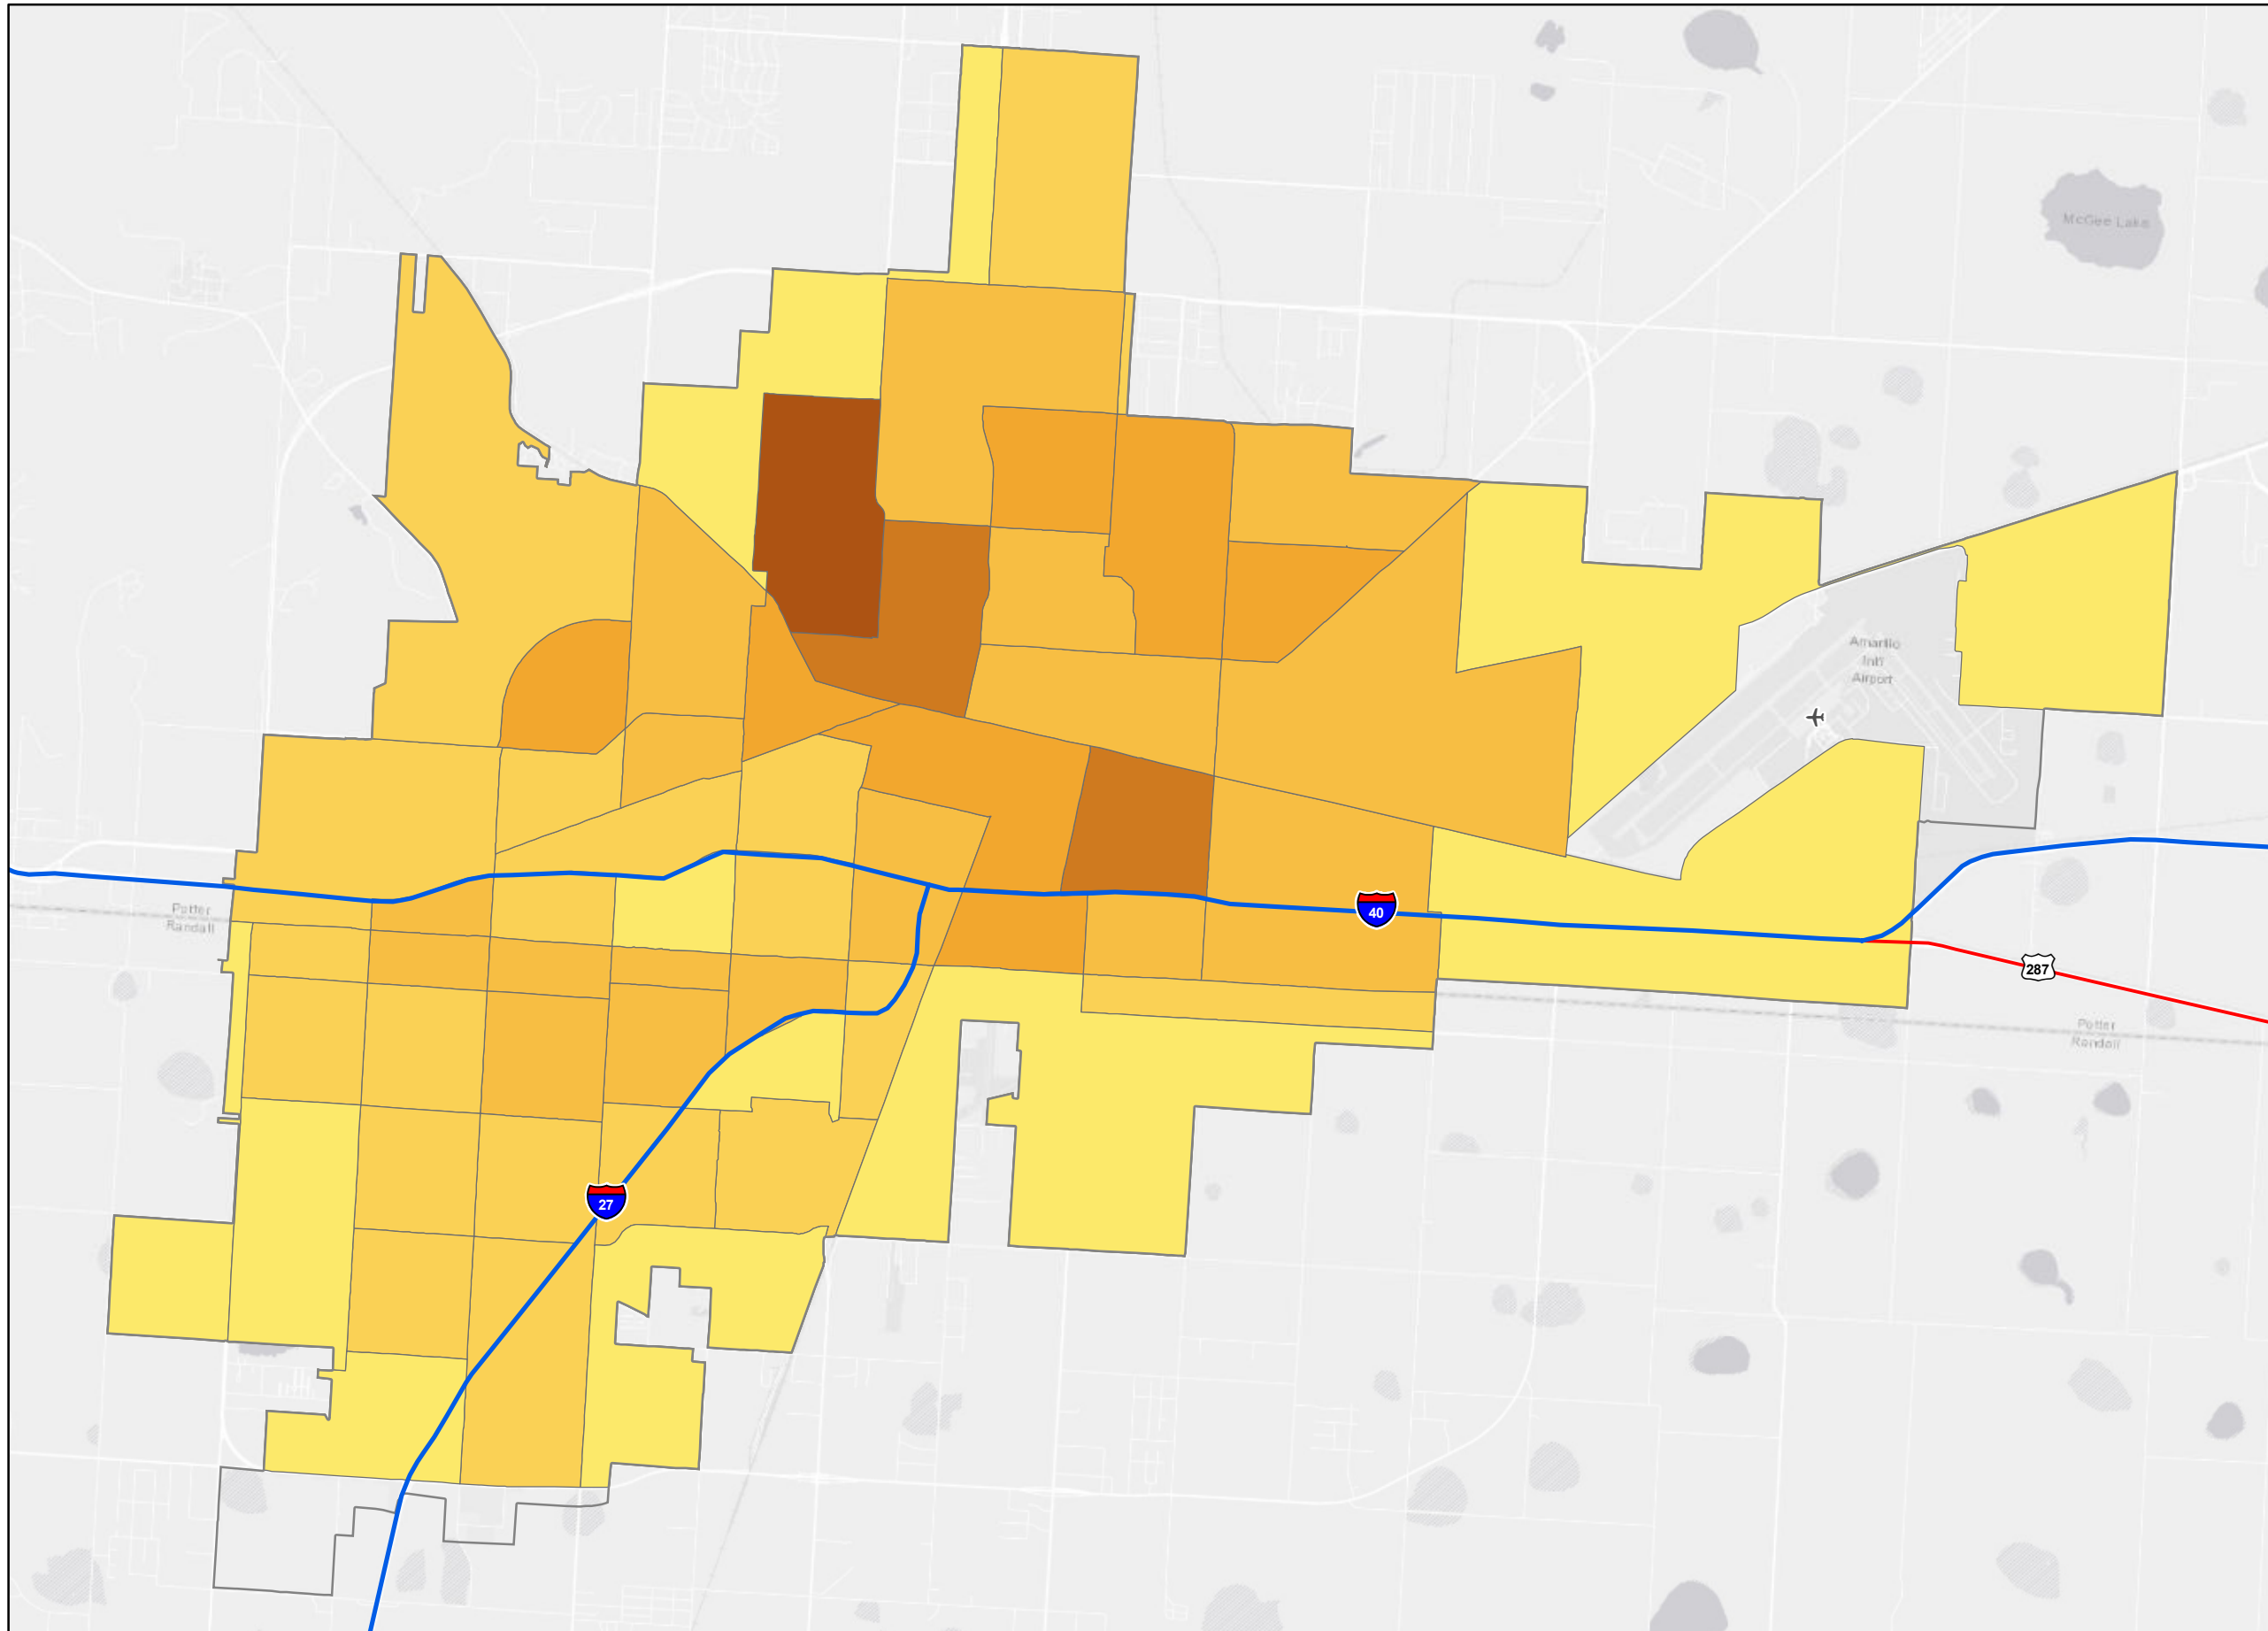 McGee Lake
Amarillo
Intl
Airport
Potter
Randall
40
287
Potter
Randall
27